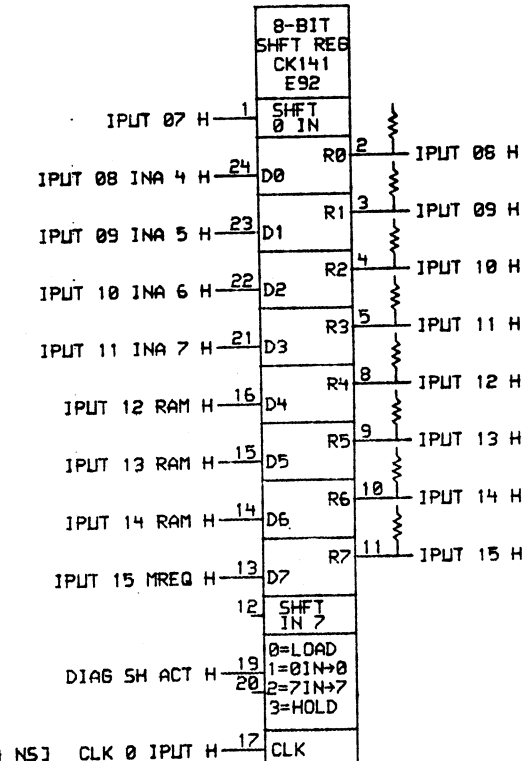 8-BIT
SHFT REG
CK141
E92
IPUT 07 H 1 SHFT
0 IN
R0 2 IPUT 08 H
IPUT 08 INA 4 H 24 D0
R1 3 IPUT 09 H
IPUT 09 INA 5 H 23 D1
R2 4 IPUT 10 H
IPUT 10 INA 6 H 22 D2
R3 5 IPUT 11 H
IPUT 11 INA 7 H 21 D3
R4 8 IPUT 12 H
IPUT 12 RAM H 16 D4
R5 9 IPUT 13 H
IPUT 13 RAM H 15 D5
R6 10 IPUT 14 H
IPUT 14 RAM H 14 D6
R7 11 IPUT 15 H
IPUT 15 MREQ H 13 D7
12 SHFT
IN 7
0=LOAD
DIAG SH ACT H 19 1=0IN→0
20 2=7IN→7
3=HOLD
NS] CLK 0 IPUT H 17 CLK